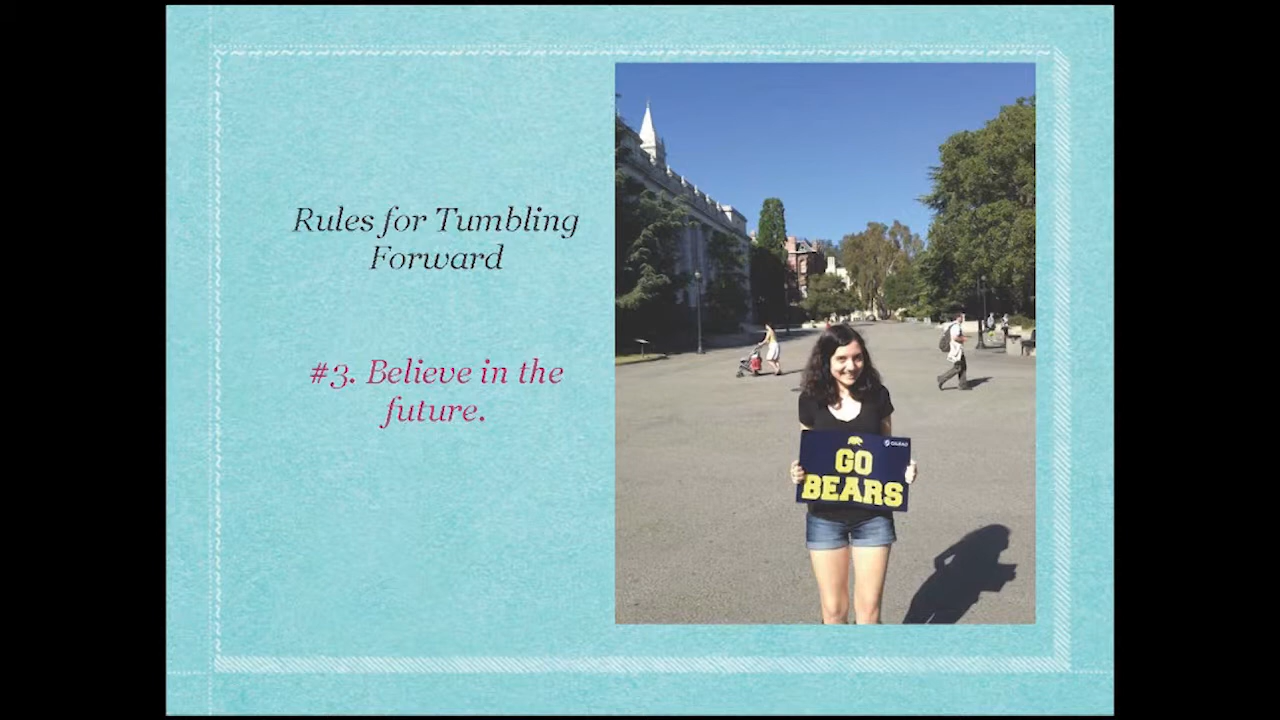 Rules for Tumbling
Forward
#3. Believe in the
future.
GO
BEARS